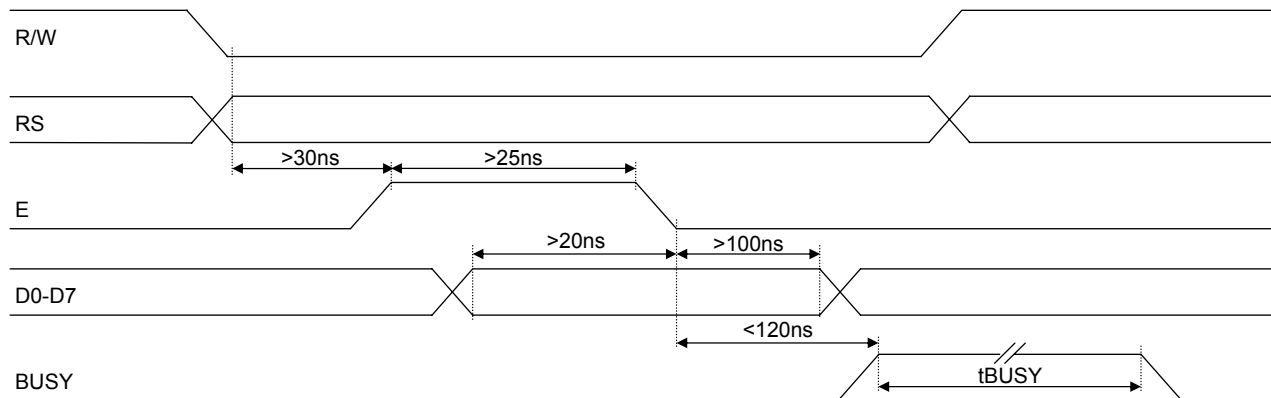 R/W
RS
>30ns
>25ns
E
>20ns
>100ns
D0-D7
<120ns
BUSY
tBUSY